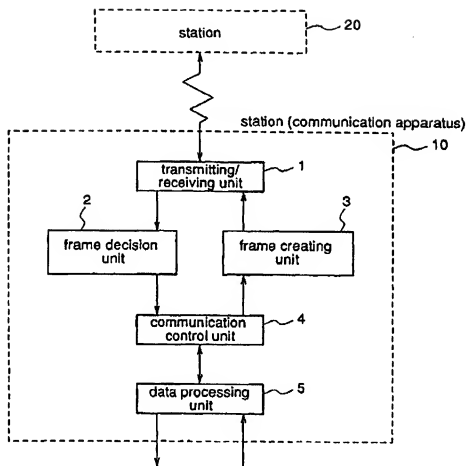 station
20
station (communication apparatus)
10
transmitting/
receiving unit
1
2
frame decision
unit
3
frame creating
unit
communication
control unit
4
data processing
unit
5